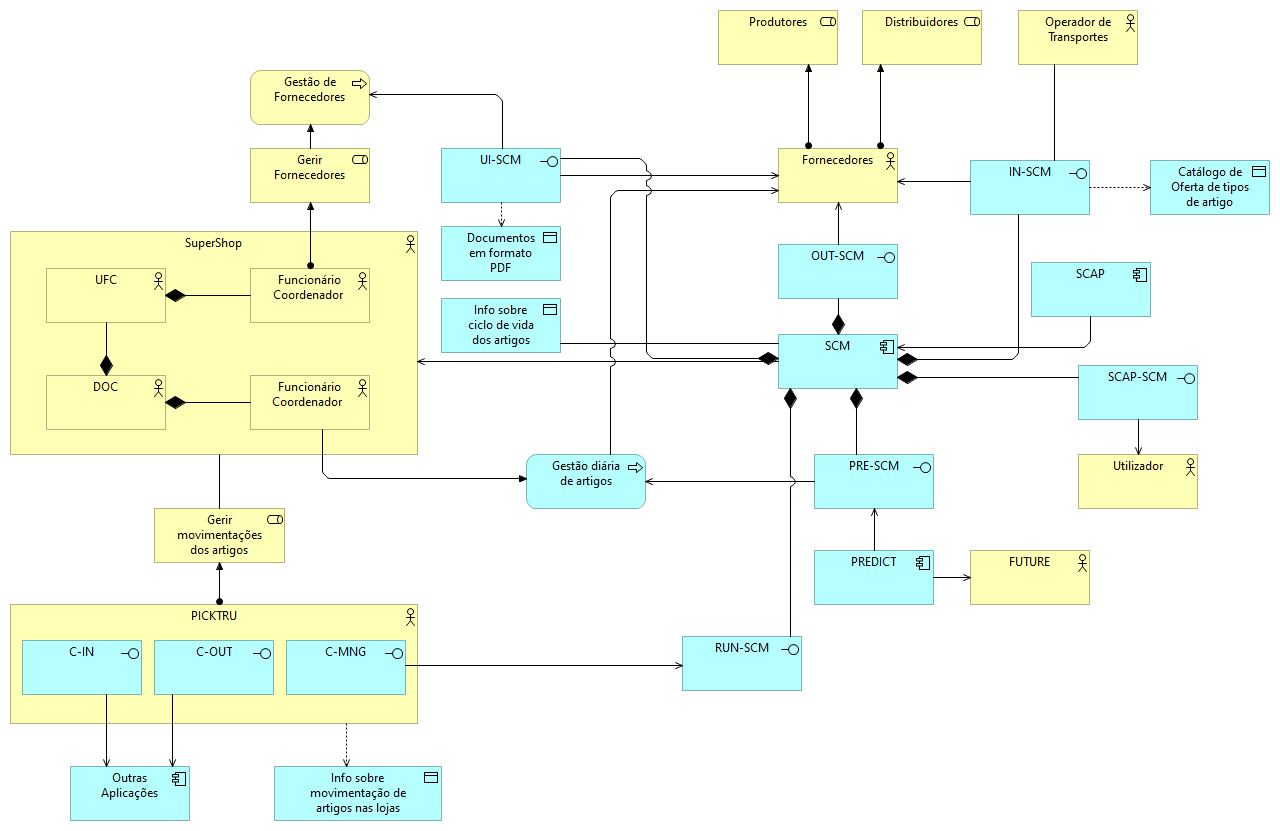 Produtores
Distribuidores
Operador de
Transportes
Gestão de
Fornecedores
Gerir
Fornecedores
UI-SCM
Fornecedores
IN-SCM
Catálogo de
Oferta de tipos
de artigo
SuperShop
Documentos
em formato
PDF
OUT-SCM
UFC
Funcionário
Coordenador
SCAP
Info sobre
ciclo de vida
dos artigos
SCM
DOC
Funcionário
Coordenador
SCAP-SCM
Gestão diária
de artigos
PRE-SCM
Utilizador
Gerir
movimentações
dos artigos
PREDICT
FUTURE
PICKTRU
C-IN
C-OUT
C-MNG
RUN-SCM
Outras
Aplicações
Info sobre
movimentação de
artigos nas lojas